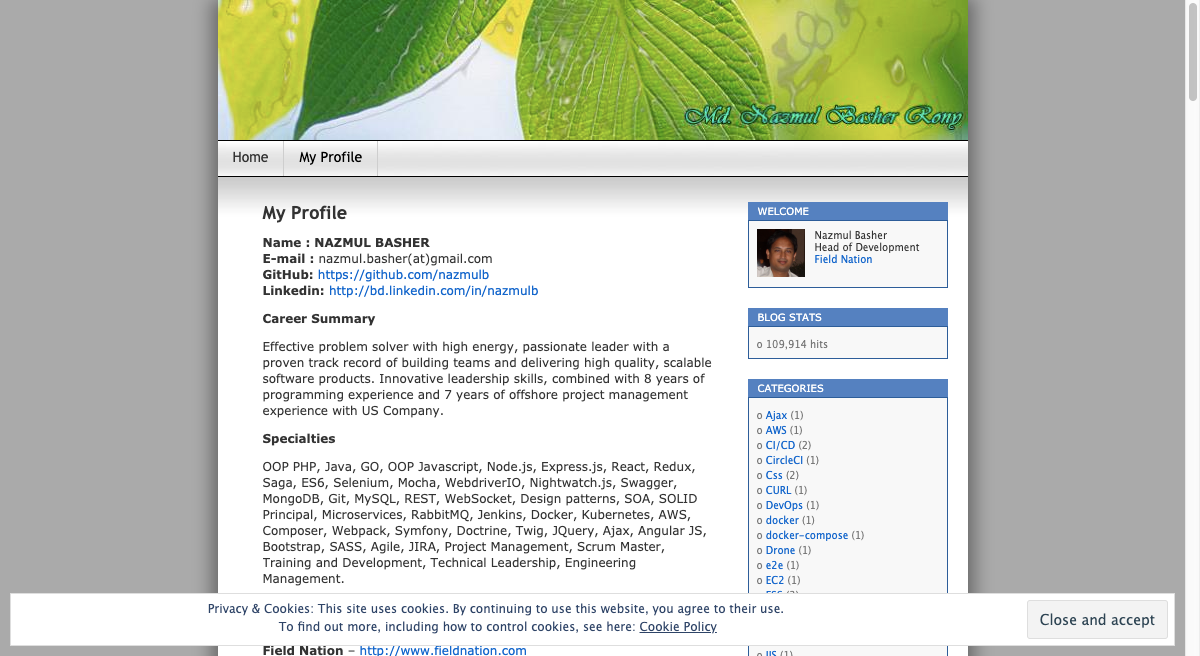 Md. Nazmul Basher Rony
Home
My Profile
My Profile
Name : NAZMUL BASHER
E-mail : nazmul.basher(at)gmail.com
GitHub: https://github.com/nazmulb
Linkedin: http://bd.linkedin.com/in/nazmulb
Career Summary
Effective problem solver with high energy, passionate leader with a
proven track record of building teams and delivering high quality, scalable
software products. Innovative leadership skills, combined with 8 years of
programming experience and 7 years of offshore project management
experience with US Company.
Specialties
OOP PHP, Java, GO, OOP Javascript, Node.js, Express.js, React, Redux,
Saga, ES6, Selenium, Mocha, WebdriverIO, Nightwatch.js, Swagger,
MongoDB, Git, MySQL, REST, WebSocket, Design patterns, SOA, SOLID
Principal, Microservices, RabbitMQ, Jenkins, Docker, Kubernetes, AWS,
Composer, Webpack, Symfony, Doctrine, Twig, JQuery, Ajax, Angular JS,
Bootstrap, SASS, Agile, JIRA, Project Management, Scrum Master,
Training and Development, Technical Leadership, Engineering
Management.
Field Nation – http://www.fieldnation.com
WELCOME
Nazmul Basher
Head of Development
Field Nation
BLOG STATS
o 109,914 hits
CATEGORIES
o Ajax (1)
o AWS (1)
o CI/CD (2)
o CircleCI (1)
o Css (2)
o CURL (1)
o DevOps (1)
o docker (1)
o docker-compose (1)
o Drone (1)
o e2e (1)
o EC2 (1)
o IIS (1)
Privacy & Cookies: This site uses cookies. By continuing to use this website, you agree to their use.
To find out more, including how to control cookies, see here: Cookie Policy
Close and accept